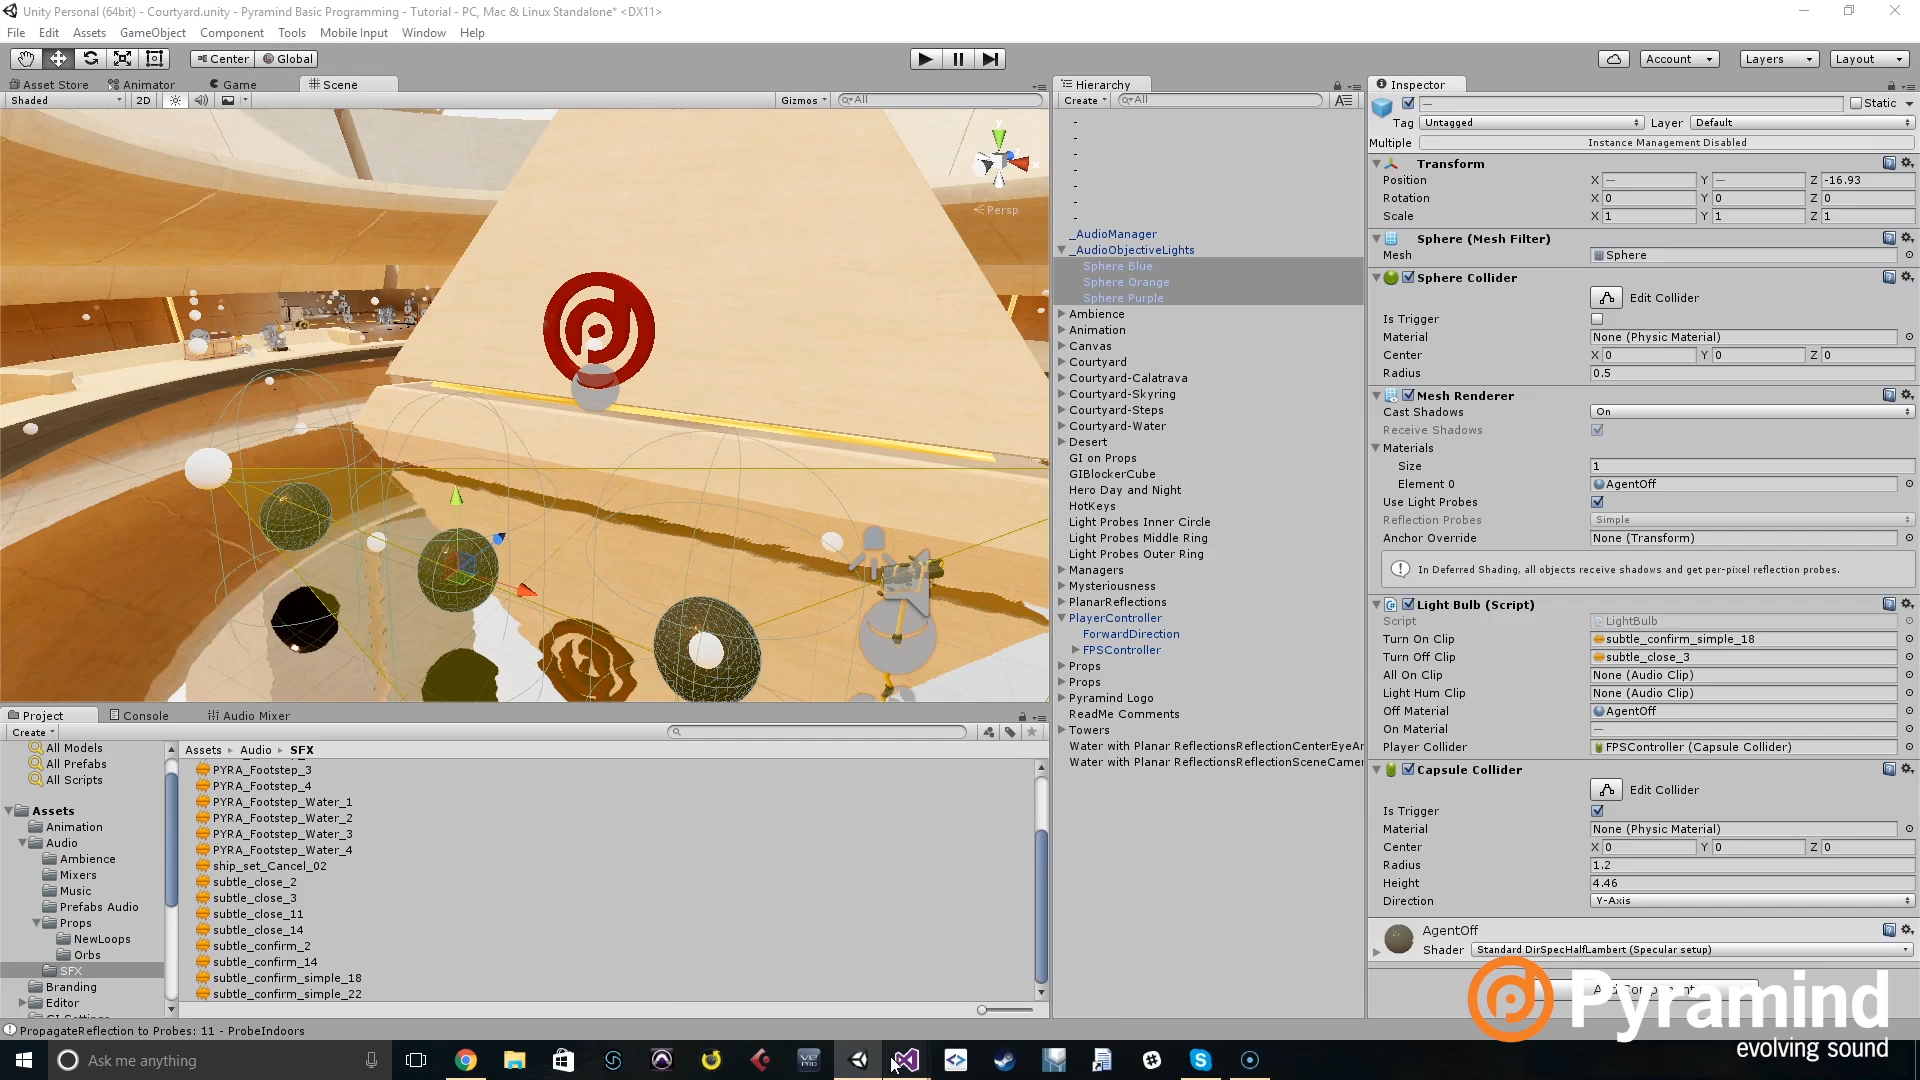 Unity Personal (64bit) - Courtyard.unity - Pyramind Basic Programming - Tutorial - PC, Mac & Linux Standalone* <DX11>
File Edit Assets GameObject Component Tools Mobile Input Window Help
Center Global Account Layers Layout
Asset Store Animator Game Scene
Shaded 2D Gizmos All
Persp
Hierarchy
Create All
-
-
-
-
-
-
-
_AudioManager
_AudioObjectiveLights
Sphere Blue
Sphere Orange
Sphere Purple
Ambience
Animation
Canvas
Courtyard
Courtyard-Calatrava
Courtyard-Skyring
Courtyard-Steps
Courtyard-Water
Desert
GI on Props
GIBlockerCube
Hero Day and Night
HotKeys
Light Probes Inner Circle
Light Probes Middle Ring
Light Probes Outer Ring
Managers
Mysteriousness
PlanarReflections
PlayerController
ForwardDirection
FPSController
Props
Props
Pyramind Logo
ReadMe Comments
Towers
Water with Planar ReflectionsReflectionCenterEyeAn
Water with Planar ReflectionsReflectionSceneCamer
Inspector
— Static
Tag Untagged Layer Default
Multiple Instance Management Disabled
Transform
Position X — Y — Z -16.93
Rotation X 0 Y 0 Z 0
Scale X 1 Y 1 Z 1
Sphere (Mesh Filter)
Mesh Sphere
Sphere Collider
Edit Collider
Is Trigger
Material None (Physic Material)
Center X 0 Y 0 Z 0
Radius 0.5
Mesh Renderer
Cast Shadows On
Receive Shadows
Materials
Size 1
Element 0 AgentOff
Use Light Probes
Reflection Probes Simple
Anchor Override None (Transform)
In Deferred Shading, all objects receive shadows and get per-pixel reflection probes.
Light Bulb (Script)
Script LightBulb
Turn On Clip subtle_confirm_simple_18
Turn Off Clip subtle_close_3
All On Clip None (Audio Clip)
Light Hum Clip None (Audio Clip)
Off Material AgentOff
On Material —
Player Collider FPSController (Capsule Collider)
Capsule Collider
Edit Collider
Is Trigger
Material None (Physic Material)
Center X 0 Y 0 Z 0
Radius 1.2
Height 4.46
Direction Y-Axis
AgentOff
Shader Standard DirSpecHalfLambert (Specular setup)
Pyramind
evolving sound
Project Console Audio Mixer
Create
All Models
All Prefabs
All Scripts
Assets
Animation
Audio
Ambience
Mixers
Music
Prefabs Audio
Props
NewLoops
Orbs
SFX
Branding
Editor
Assets Audio SFX
PYRA_Footstep_3
PYRA_Footstep_4
PYRA_Footstep_Water_1
PYRA_Footstep_Water_2
PYRA_Footstep_Water_3
PYRA_Footstep_Water_4
ship_set_Cancel_02
subtle_close_2
subtle_close_3
subtle_close_11
subtle_close_14
subtle_confirm_2
subtle_confirm_14
subtle_confirm_simple_18
subtle_confirm_simple_22
PropagateReflection to Probes: 11 - ProbeIndoors
Ask me anything